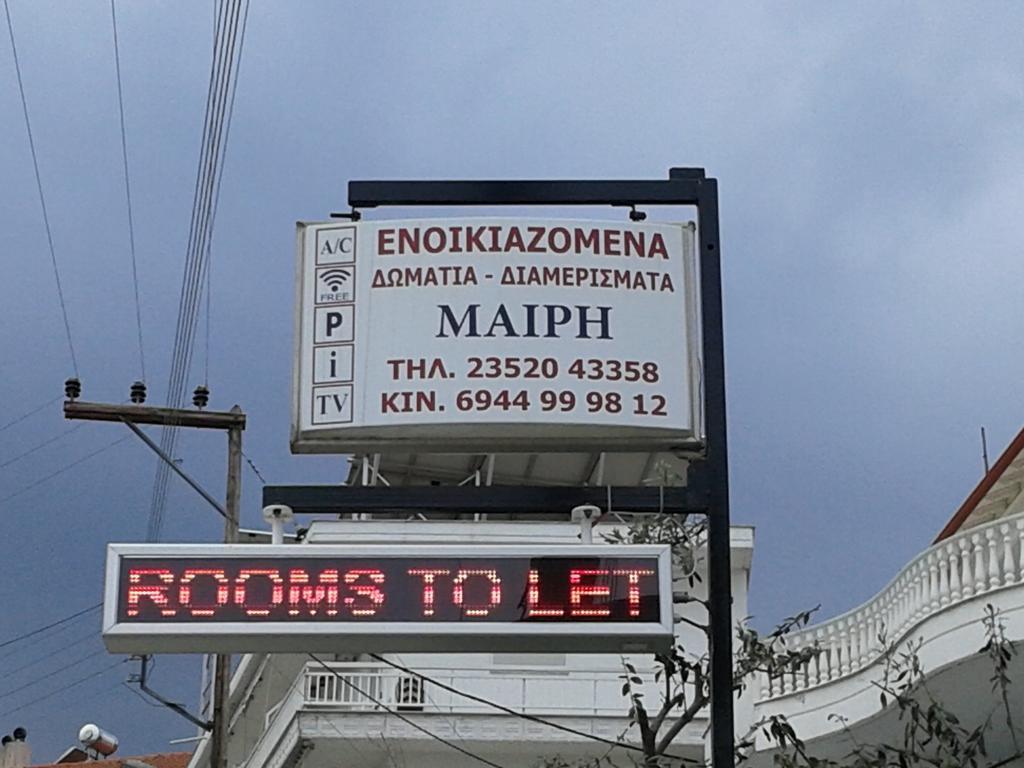 A/C
FREE
P
i
TV
ΕΝΟΙΚΙΑΖΟΜΕΝΑ
ΔΩΜΑΤΙΑ - ΔΙΑΜΕΡΙΣΜΑΤΑ
ΜΑΙΡΗ
ΤΗΛ. 23520 43358
ΚΙΝ. 6944 99 98 12
ROOMS TO LET